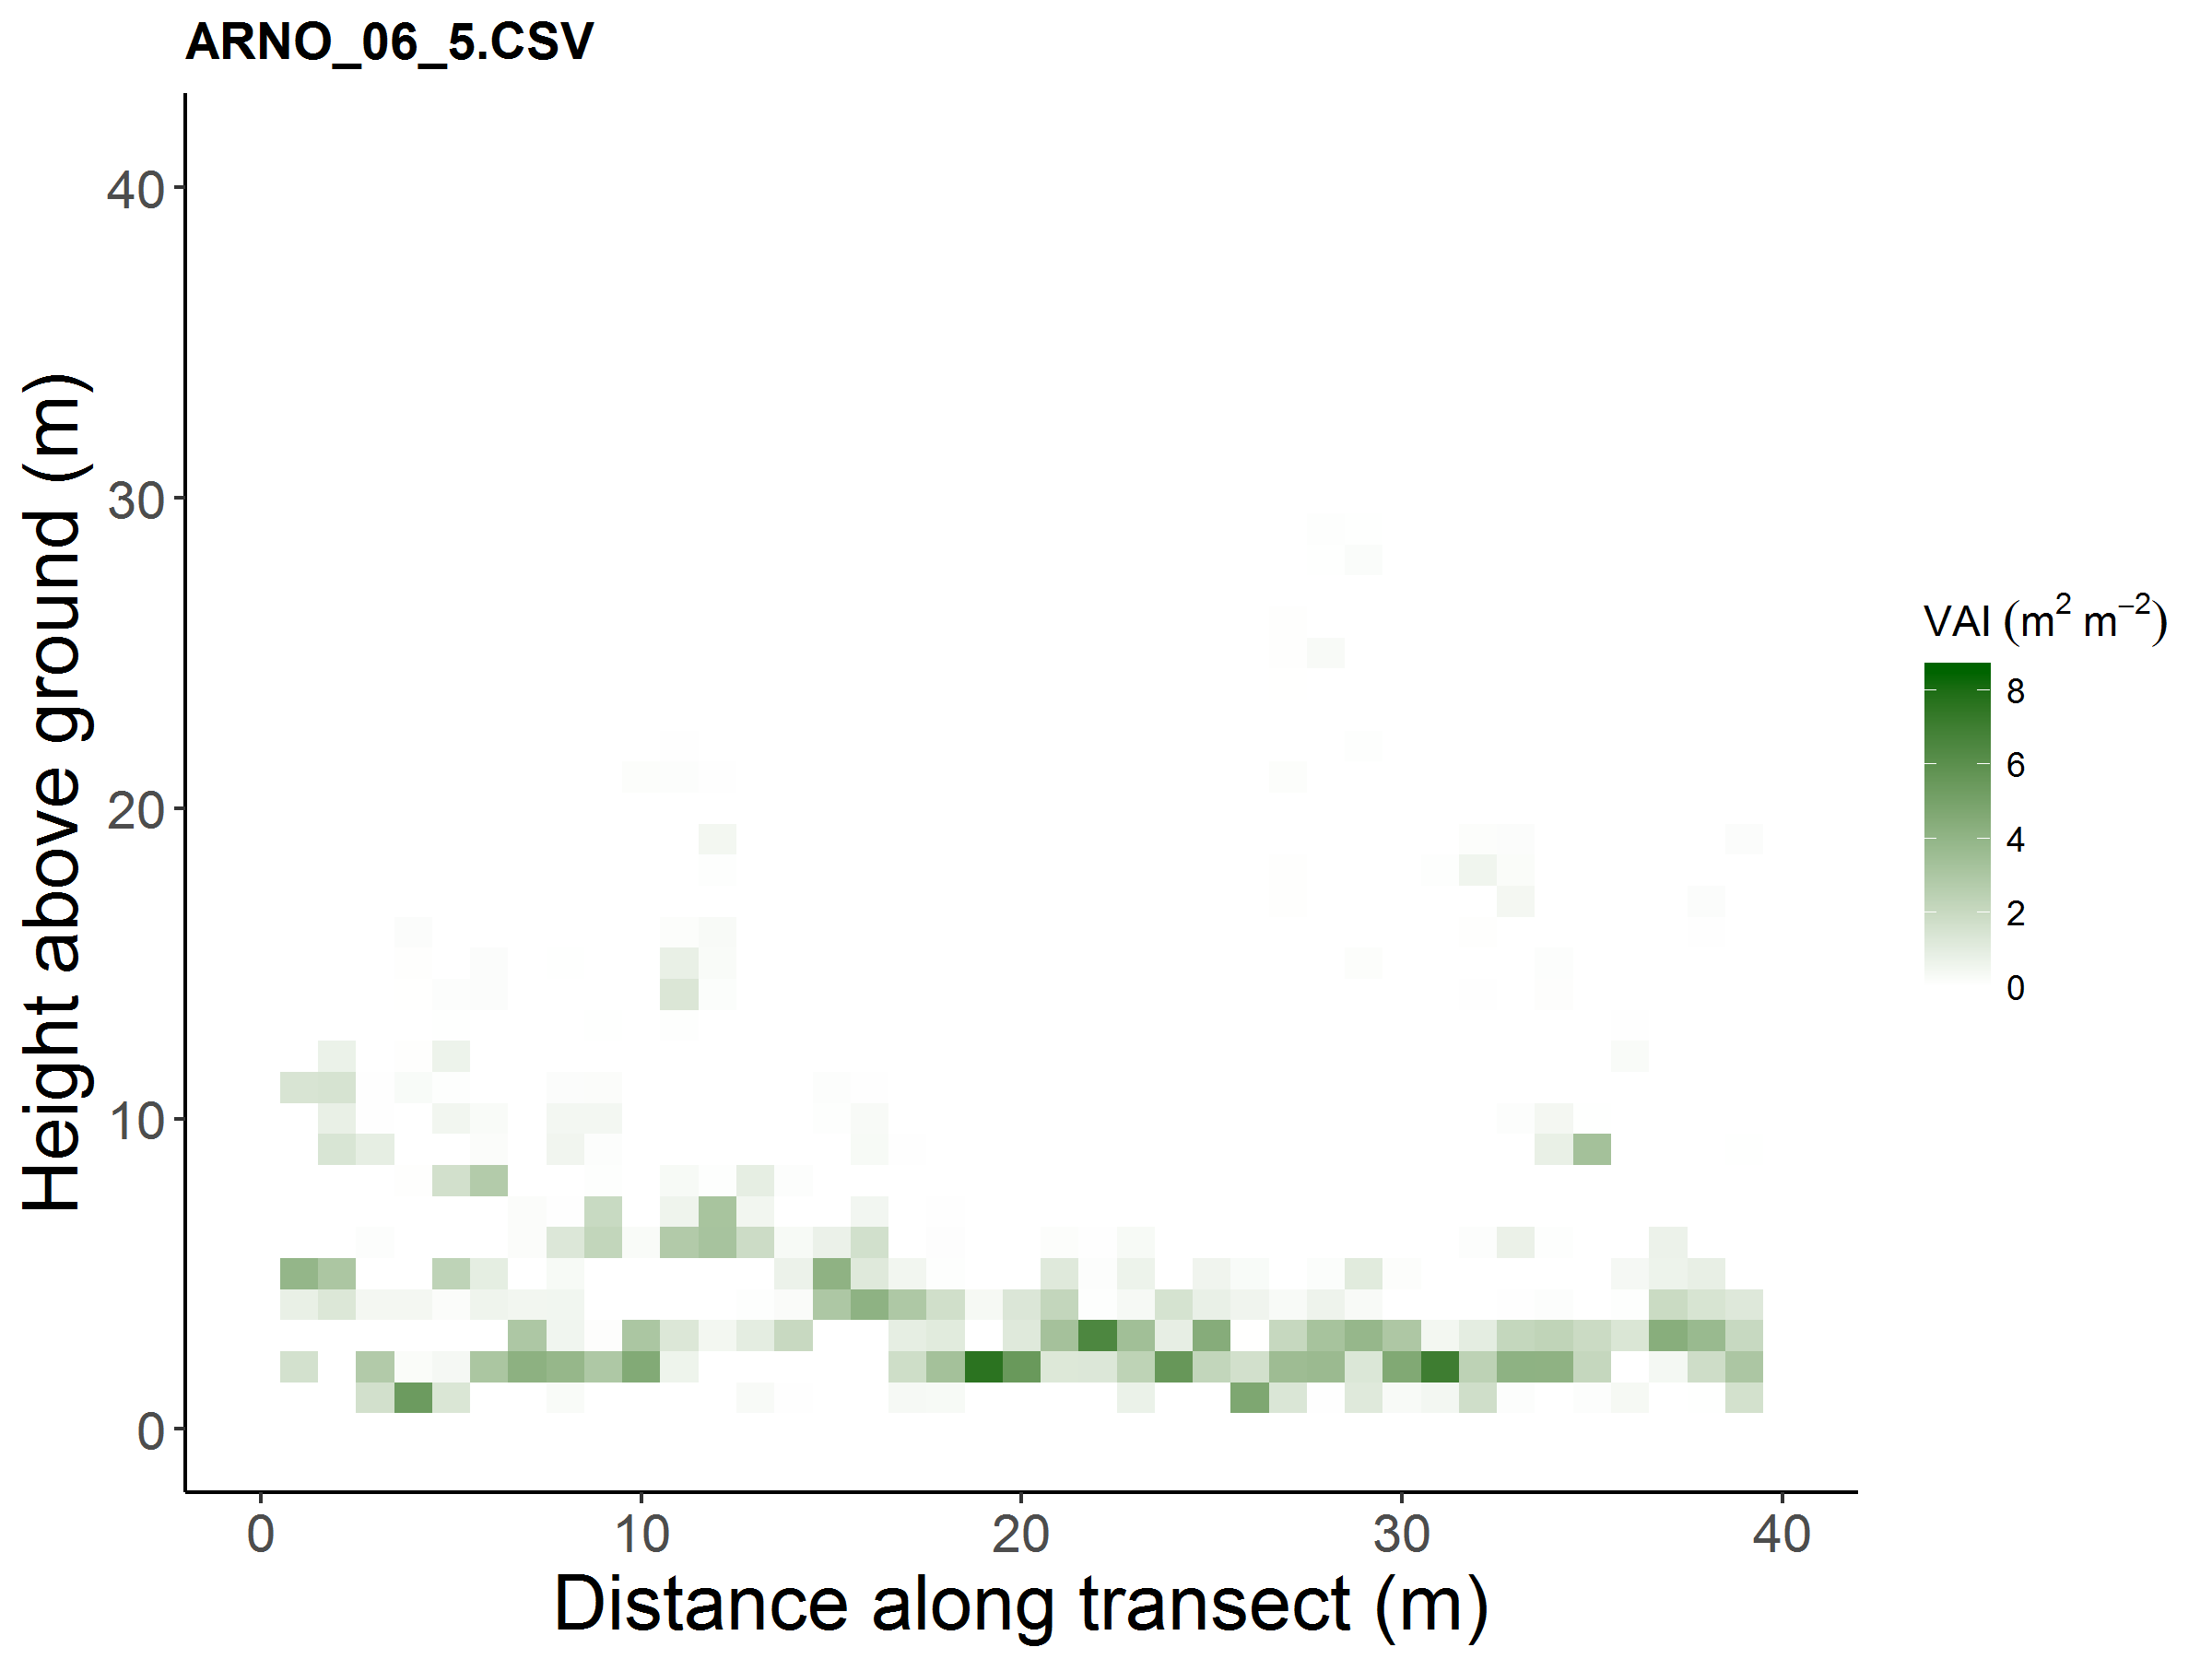 ARNO_06_5.CSV
Height above ground (m)
40
30
20
10
0
0 10 20 30 40
Distance along transect (m)
VAI (m² m⁻²)
8
6
4
2
0